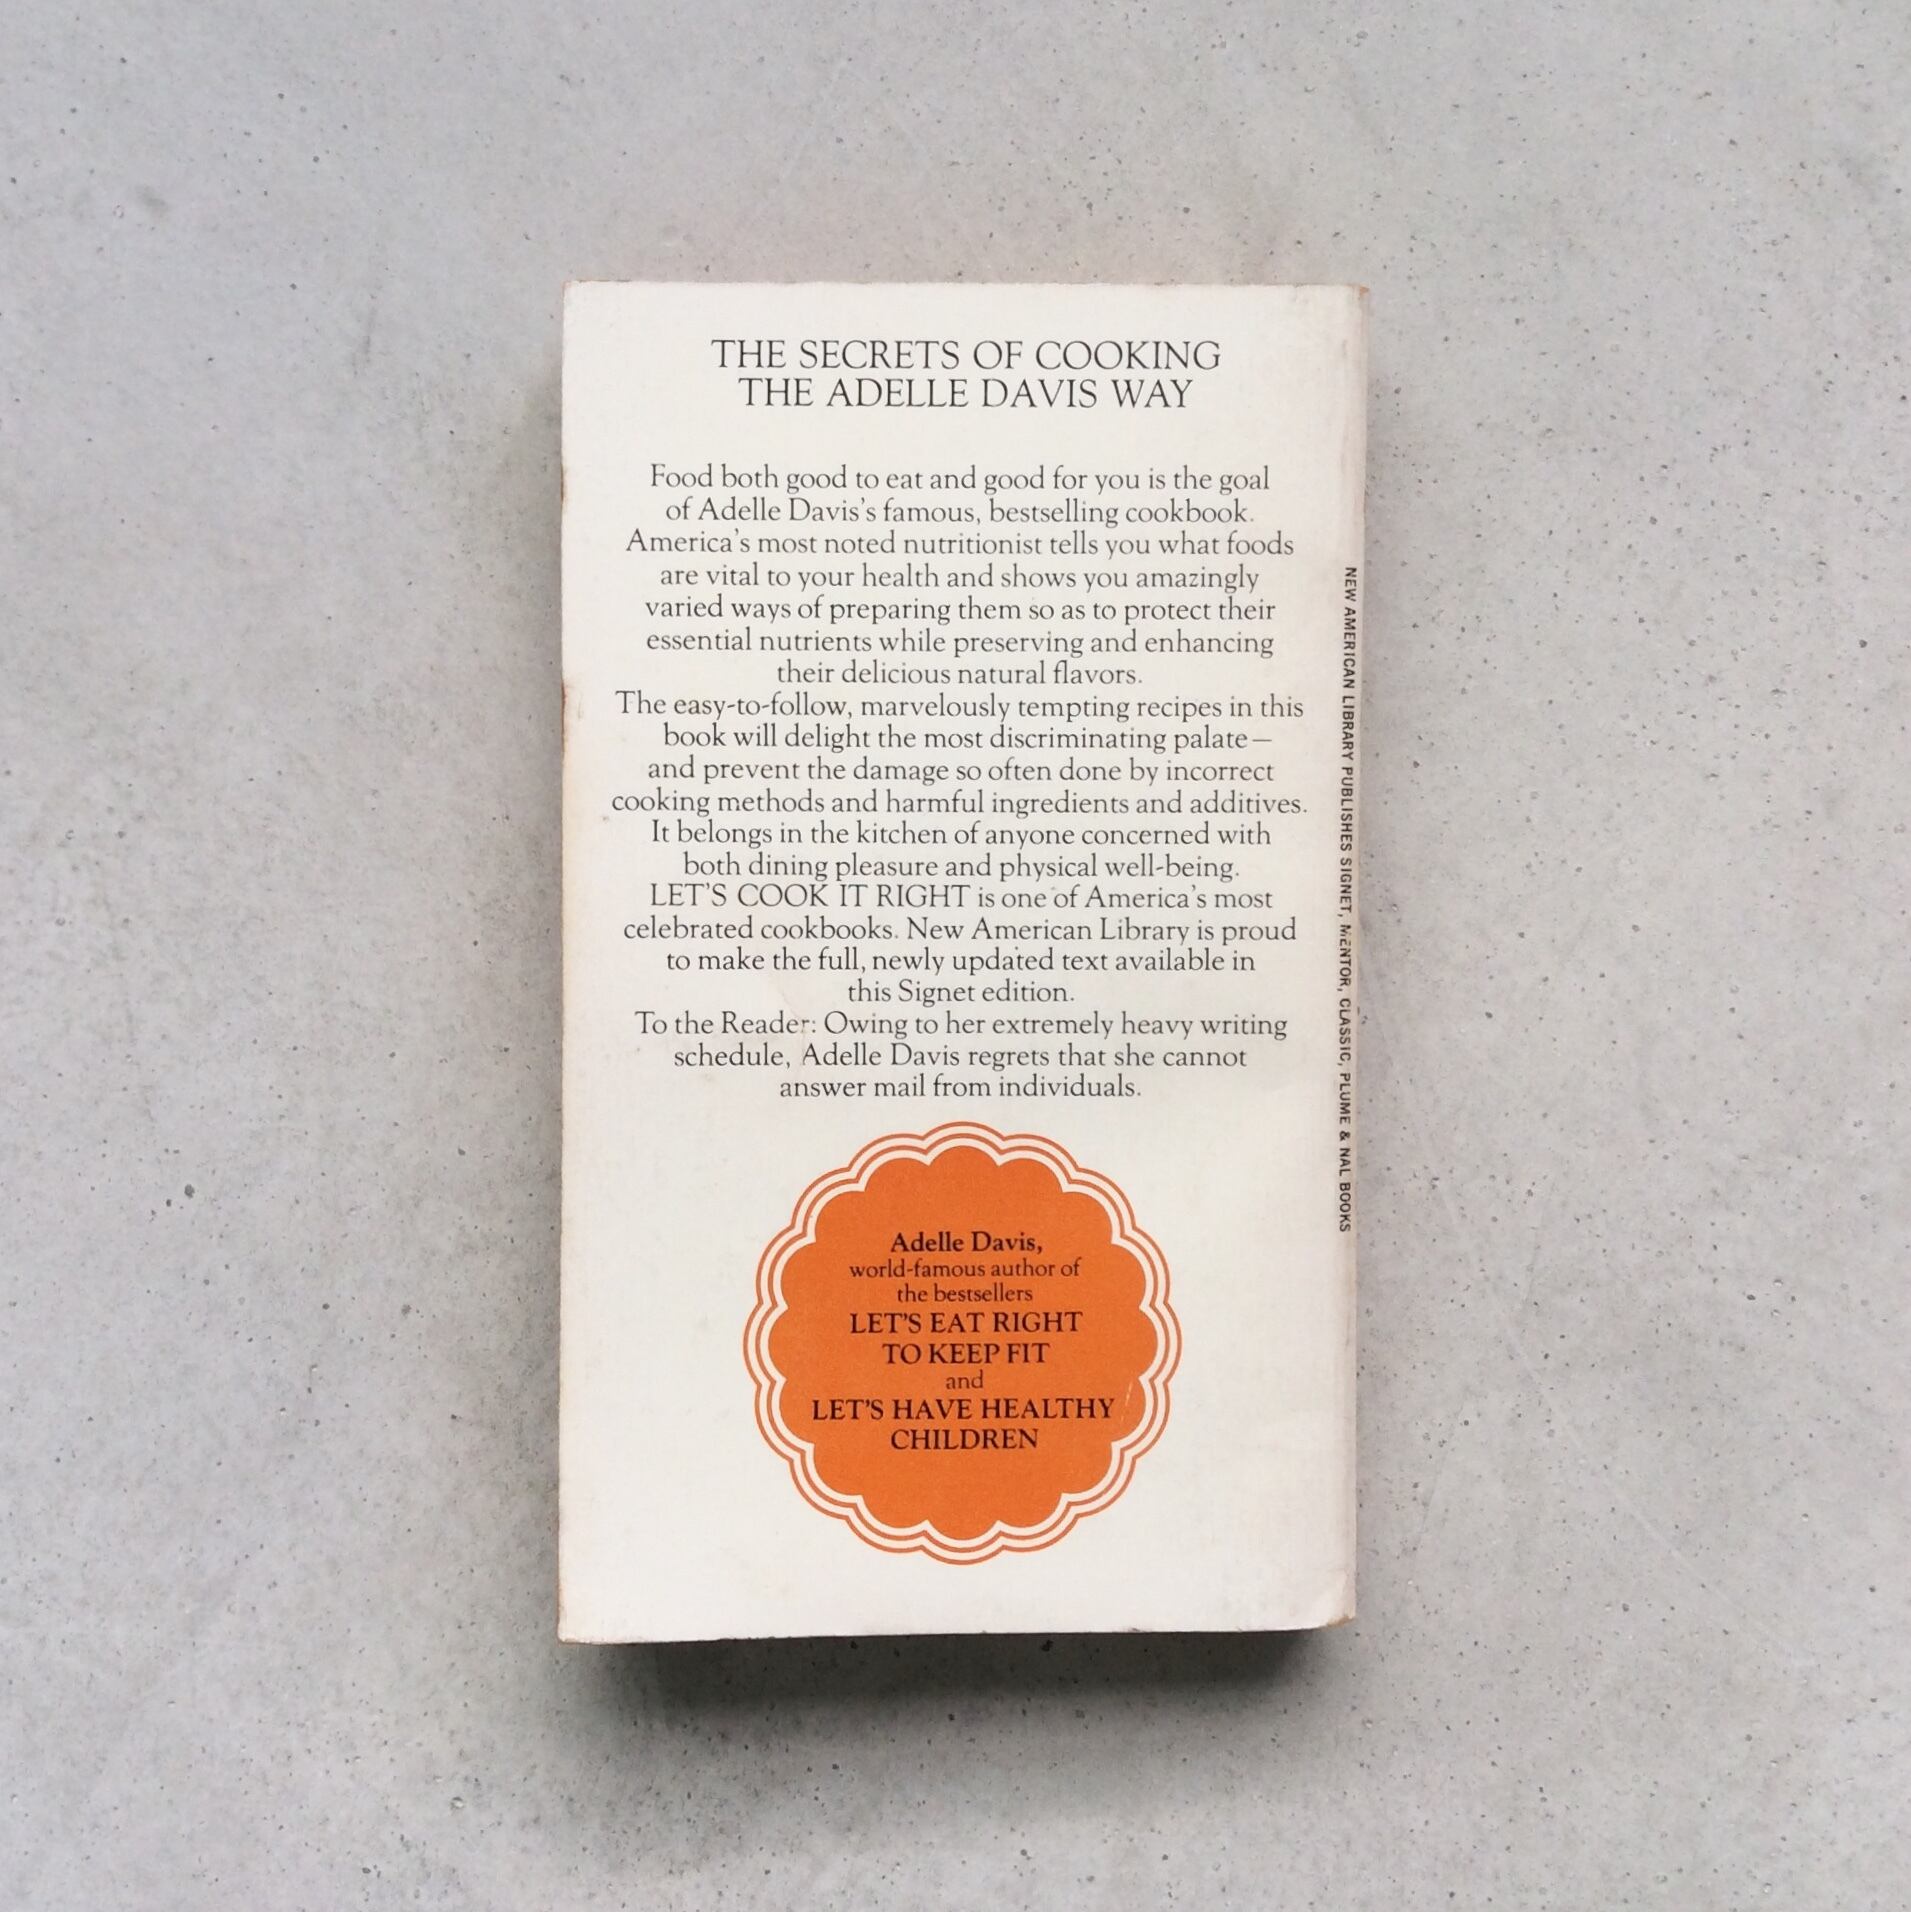 THE SECRETS OF COOKING
THE ADELLE DAVIS WAY
Food both good to eat and good for you is the goal
of Adelle Davis's famous, bestselling cookbook.
America's most noted nutritionist tells you what foods
are vital to your health and shows you amazingly
varied ways of preparing them so as to protect their
essential nutrients while preserving and enhancing
their delicious natural flavors.
The easy-to-follow, marvelously tempting recipes in this
book will delight the most discriminating palate—
and prevent the damage so often done by incorrect
cooking methods and harmful ingredients and additives.
It belongs in the kitchen of anyone concerned with
both dining pleasure and physical well-being.
LET'S COOK IT RIGHT is one of America's most
celebrated cookbooks. New American Library is proud
to make the full, newly updated text available in
this Signet edition.
To the Reader: Owing to her extremely heavy writing
schedule, Adelle Davis regrets that she cannot
answer mail from individuals.
Adelle Davis,
world-famous author of
the bestsellers
LET'S EAT RIGHT
TO KEEP FIT
and
LET'S HAVE HEALTHY
CHILDREN
NEW AMERICAN LIBRARY PUBLISHES SIGNET, MENTOR, CLASSIC, PLUME & NAL BOOKS